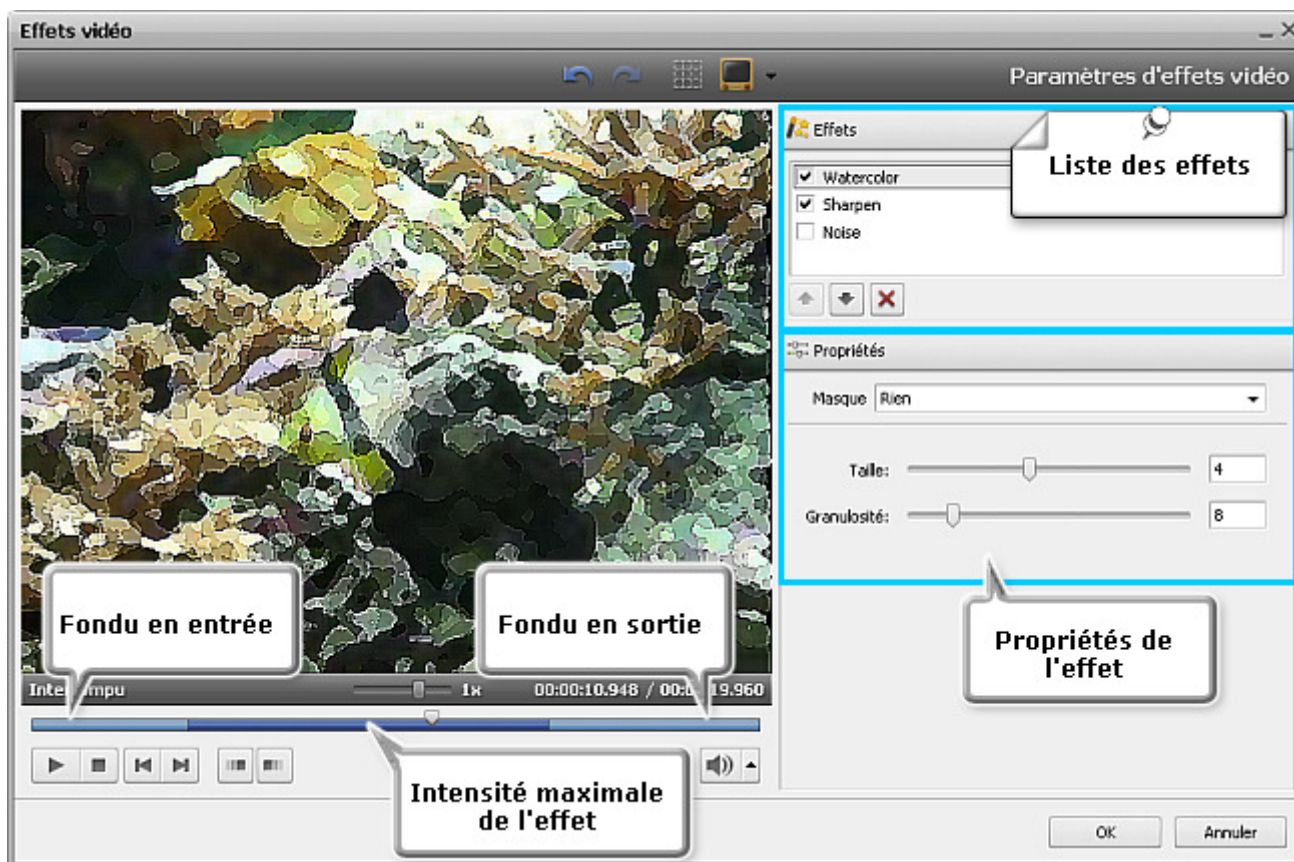 Effets vidéo
Paramètres d'effets vidéo
Effets
Liste des effets
Watercolor
Sharpen
Noise
Propriétés
Masque Rien
Taille: 4
Granulosité: 8
Fondu en entrée
Fondu en sortie
Propriétés de
l'effet
1x 00:00:10.948 / 19.960
Intensité maximale
de l'effet
OK Annuler